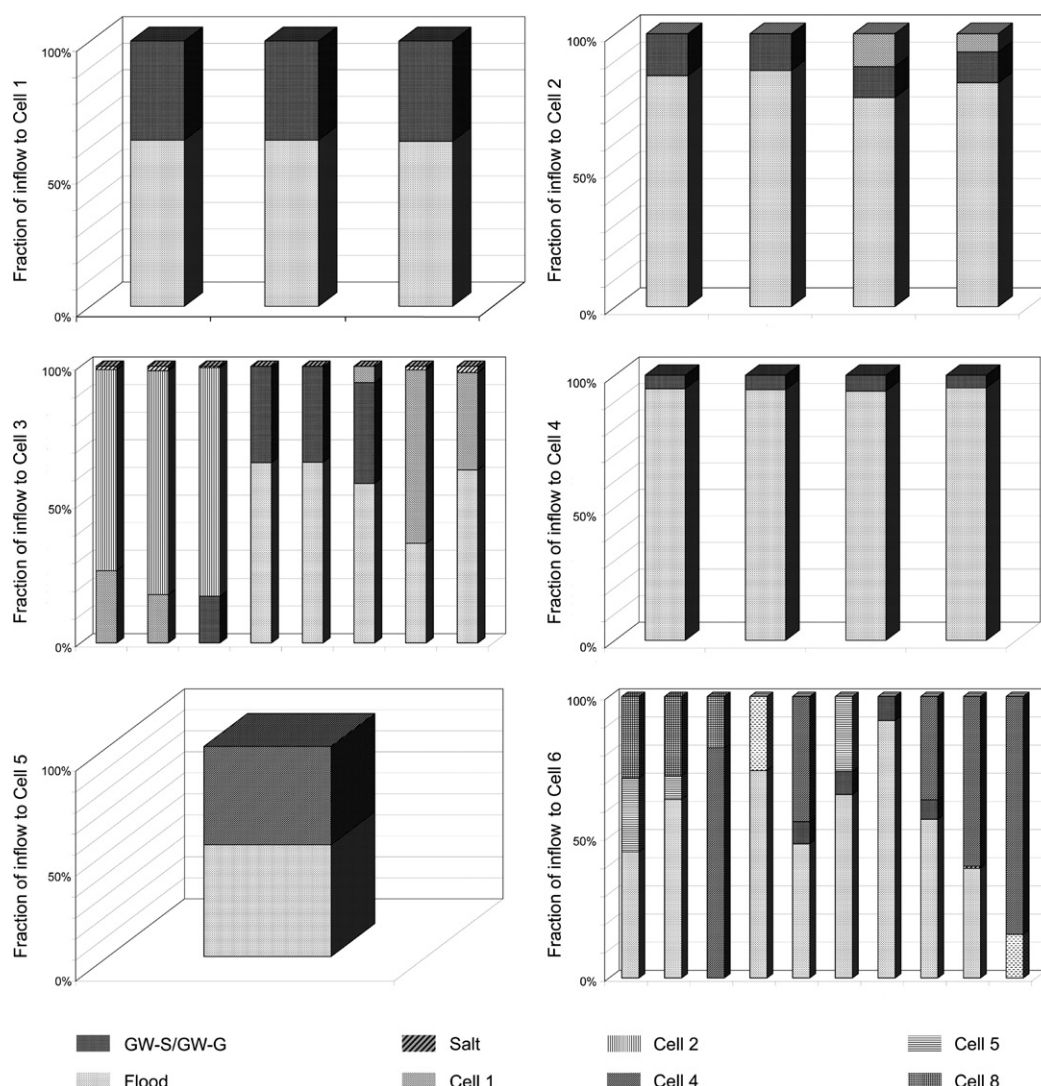 Fraction of inflow to Cell 1
100%
50%
0%
Fraction of inflow to Cell 2
100%
50%
0%
Fraction of inflow to Cell 3
100%
50%
0%
Fraction of inflow to Cell 4
100%
50%
0%
Fraction of inflow to Cell 5
100%
50%
0%
Fraction of inflow to Cell 6
100%
50%
0%
GW-S/GW-G
Salt
Cell 2
Cell 5
Flood
Cell 1
Cell 4
Cell 8